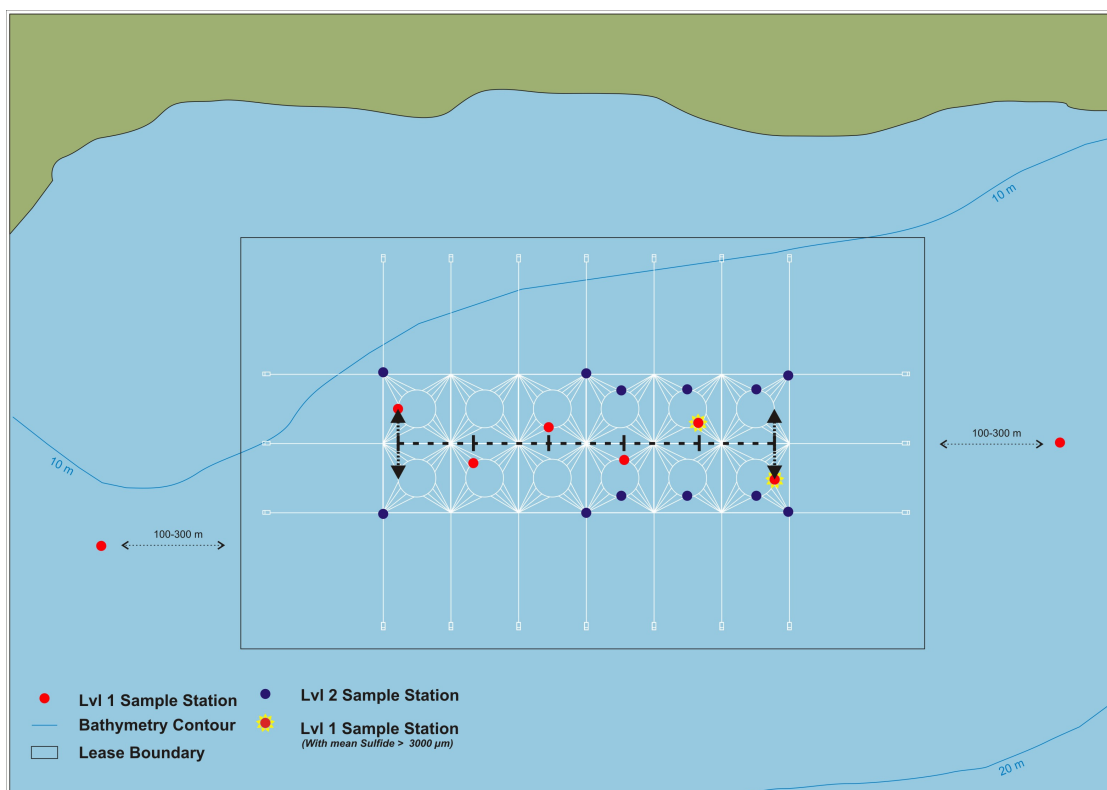 10 m
100-300 m
10 m
100-300 m
Lvl 1 Sample Station
Bathymetry Contour
Lease Boundary
Lvl 2 Sample Station
Lvl 1 Sample Station
(With mean Sulfide > 3000 µm)
20 m